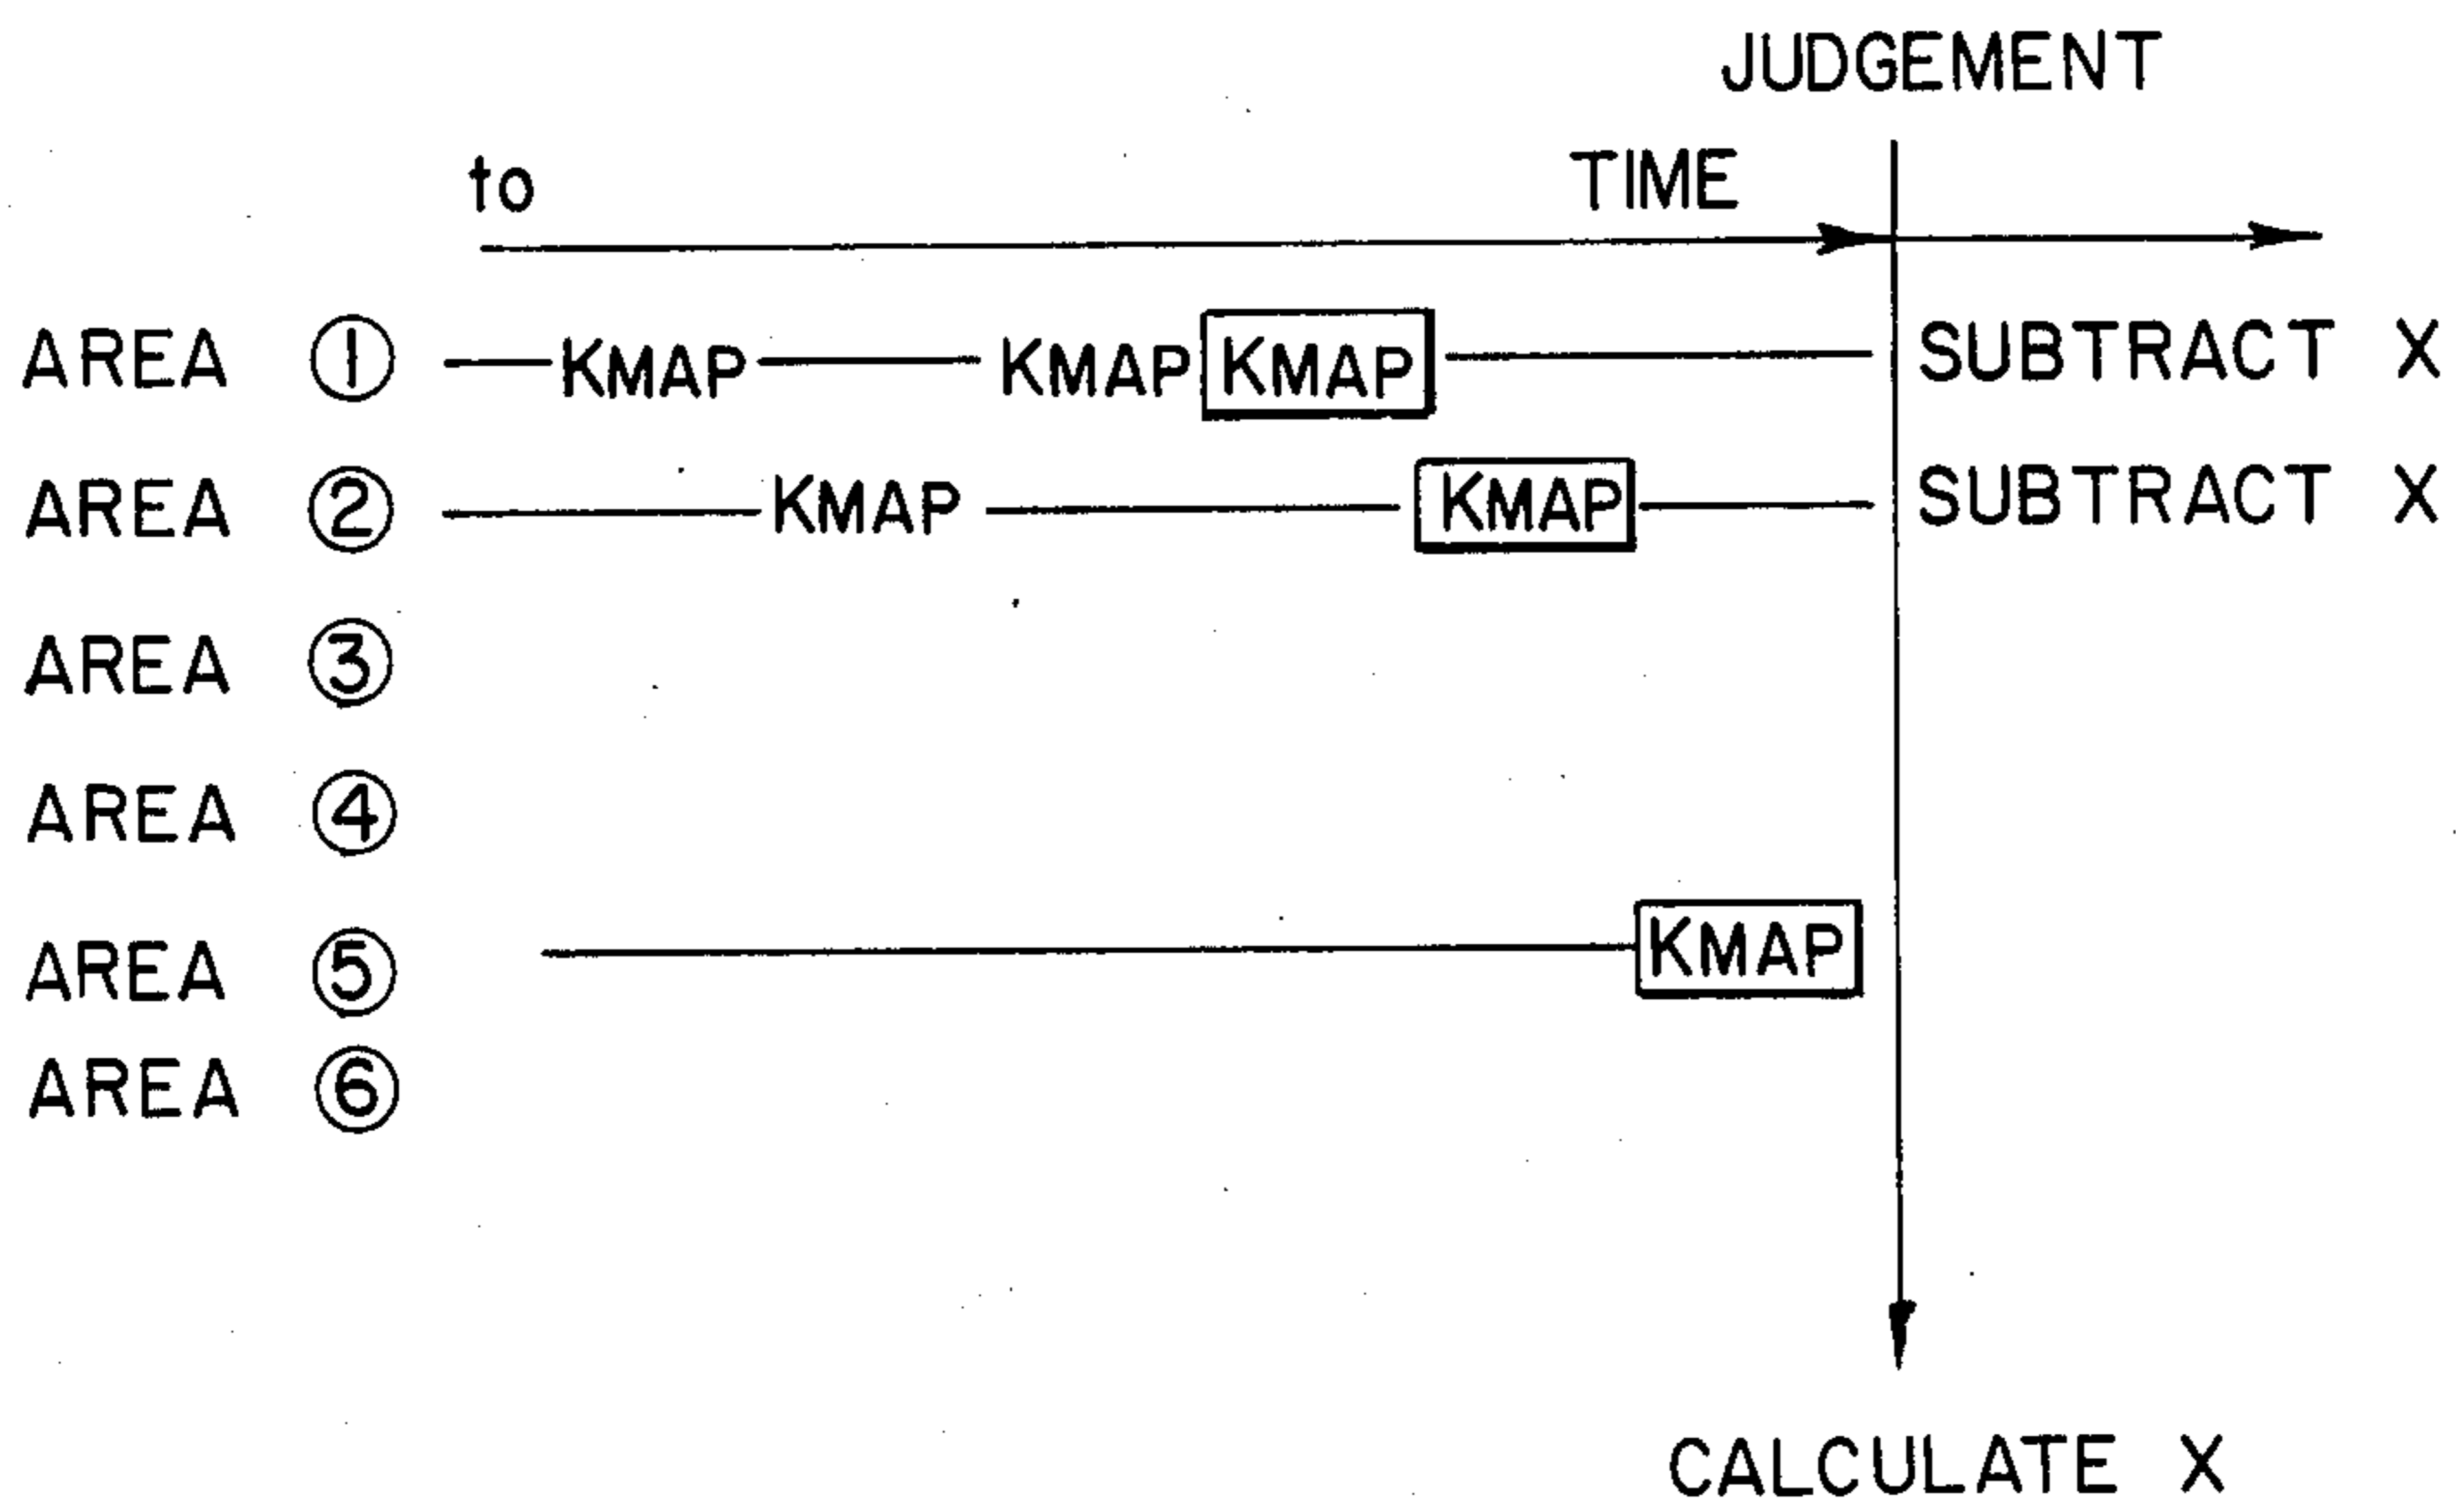 JUDGEMENT
to TIME
AREA ① KMAP KMAP KMAP SUBTRACT X
AREA ② KMAP KMAP SUBTRACT X
AREA ③
AREA ④
AREA ⑤ KMAP
AREA ⑥
CALCULATE X